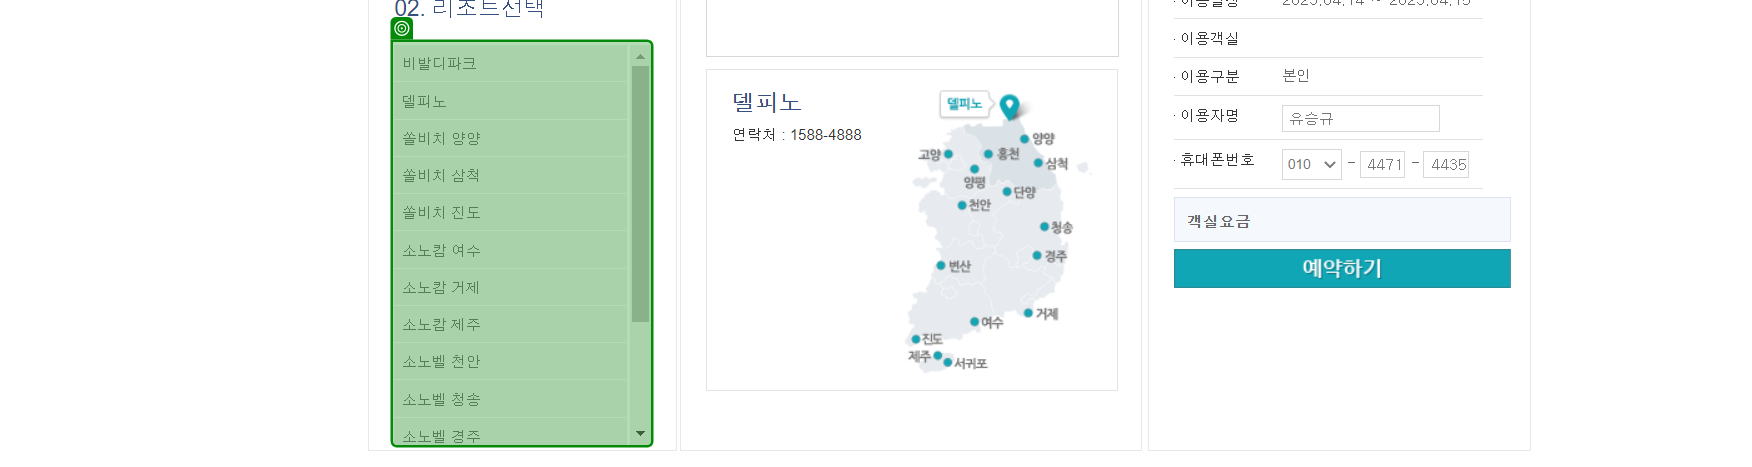 02. 리조트선택
비발디파크
델피노
쏠비치 양양
쏠비치 삼척
쏠비치 진도
소노캄 여수
소노캄 거제
소노캄 제주
소노벨 천안
소노벨 청송
소노벨 경주
델피노
연락처 : 1588-4888
델피노
양양
고양
홍천
삼척
양평
단양
천안
청송
경주
변산
거제
여수
진도
제주
서귀포
· 이용일정 2025.04.14 ~ 2025.04.15
· 이용객실
· 이용구분 본인
· 이용자명 유승규
· 휴대폰번호 010 - 4471 - 4435
객실요금
예약하기